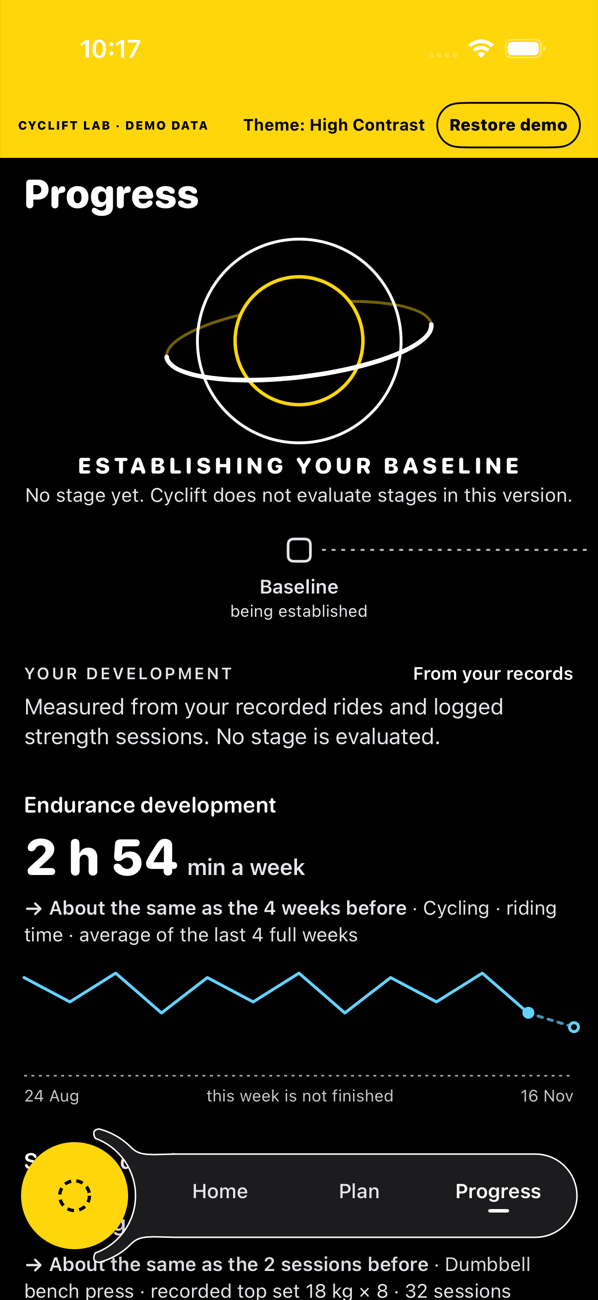 10:17
CYCLIFT LAB · DEMO DATA
Theme: High Contrast
Restore demo
Progress
ESTABLISHING YOUR BASELINE
No stage yet. Cyclift does not evaluate stages in this version.
Baseline
being established
YOUR DEVELOPMENT
From your records
Measured from your recorded rides and logged
strength sessions. No stage is evaluated.
Endurance development
2 h 54 min a week
→ About the same as the 4 weeks before · Cycling · riding
time · average of the last 4 full weeks
24 Aug
this week is not finished
16 Nov
Home
Plan
Progress
→ About the same as the 2 sessions before · Dumbbell
bench press · recorded top set 18 kg × 8 · 32 sessions